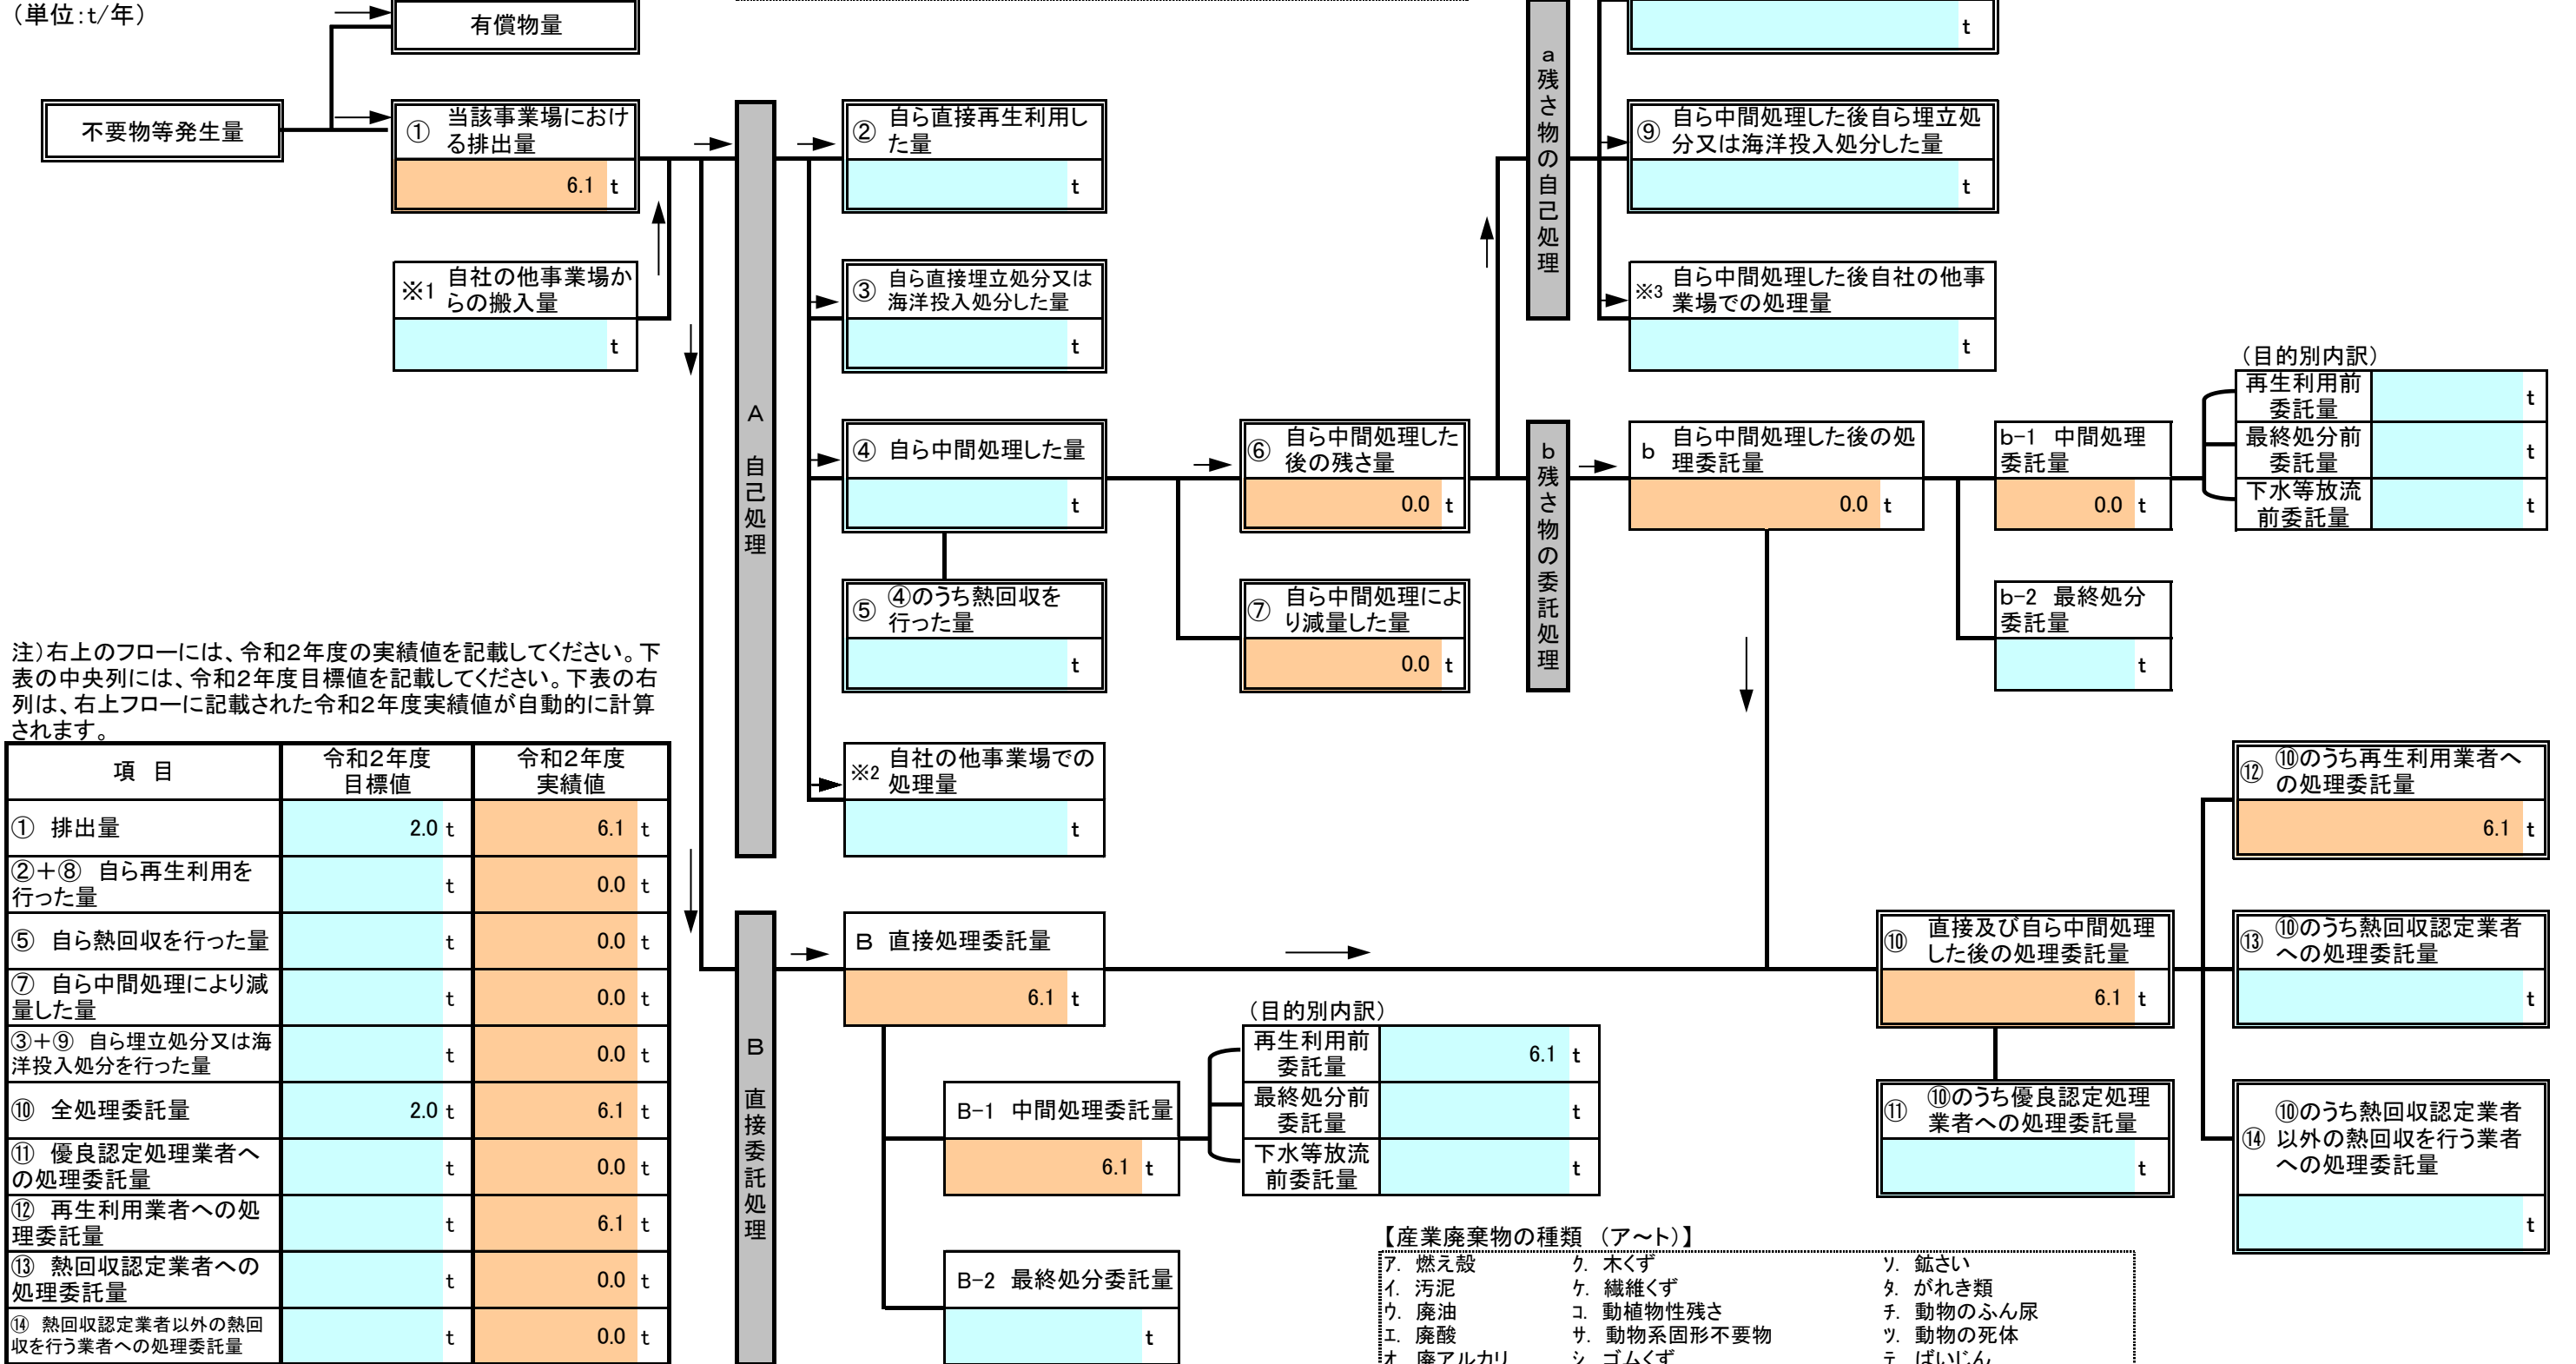 （単位：t/年）
有償物量
t
不要物等発生量
① 当該事業場におけ
る排出量
6.1 t
② 自ら直接再生利用し
た量
t
⑨ 自ら中間処理した後自ら埋立処
分又は海洋投入処分した量
t
a 残さ物の自己処理
※1 自社の他事業場か
らの搬入量
t
③ 自ら直接埋立処分又は
海洋投入処分した量
t
※3 自ら中間処理した後自社の他事
業場での処理量
t
A 自己処理
④ 自ら中間処理した量
t
⑥ 自ら中間処理した
後の残さ量
0.0 t
b 残さ物の委託処理
b 自ら中間処理した後の処
理委託量
0.0 t
b-1 中間処理
委託量
0.0 t
（目的別内訳）
再生利用前
委託量
t
最終処分前
委託量
t
下水等放流
前委託量
t
⑤ ④のうち熱回収を
行った量
t
⑦ 自ら中間処理によ
り減量した量
0.0 t
b-2 最終処分
委託量
t
注）右上のフローには、令和２年度の実績値を記載してください。下
表の中央列には、令和２年度目標値を記載してください。下表の右
列は、右上フローに記載された令和２年度実績値が自動的に計算
されます。
※2 自社の他事業場での
処理量
t
項 目
令和２年度
目標値
令和２年度
実績値
① 排出量 2.0 t 6.1 t
②＋⑧ 自ら再生利用を
行った量 t 0.0 t
⑤ 自ら熱回収を行った量 t 0.0 t
⑦ 自ら中間処理により減
量した量 t 0.0 t
③＋⑨ 自ら埋立処分又は海
洋投入処分を行った量 t 0.0 t
⑩ 全処理委託量 2.0 t 6.1 t
⑪ 優良認定処理業者へ
の処理委託量 t 0.0 t
⑫ 再生利用業者への処
理委託量 t 6.1 t
⑬ 熱回収認定業者への
処理委託量 t 0.0 t
⑭ 熱回収認定業者以外の熱回
収を行う業者への処理委託量 t 0.0 t
B 直接委託処理
B 直接処理委託量
6.1 t
B-1 中間処理委託量
6.1 t
（目的別内訳）
再生利用前
委託量
6.1 t
最終処分前
委託量
t
下水等放流
前委託量
t
B-2 最終処分委託量
t
⑩ 直接及び自ら中間処理
した後の処理委託量
6.1 t
⑪ ⑩のうち優良認定処理
業者への処理委託量
t
⑫ ⑩のうち再生利用業者へ
の処理委託量
6.1 t
⑬ ⑩のうち熱回収認定業者
への処理委託量
t
⑭ ⑩のうち熱回収認定業者
以外の熱回収を行う業者
への処理委託量
t
【産業廃棄物の種類 （ア～ト）】
ア. 燃え殻 ク. 木くず ソ. 鉱さい
イ. 汚泥 ケ. 繊維くず タ. がれき類
ウ. 廃油 コ. 動植物性残さ チ. 動物のふん尿
エ. 廃酸 サ. 動物系固形不要物 ツ. 動物の死体
オ. 廃アルカリ シ. ゴムくず テ. ばいじん